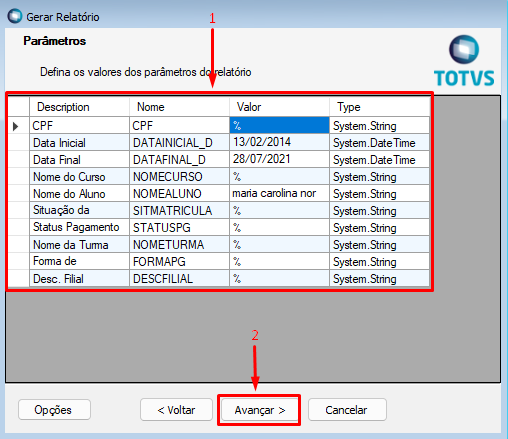 Gerar Relatório
1
Parâmetros
Defina os valores dos parâmetros do relatório
TOTVS
Description Nome Valor Type
CPF CPF % System.String
Data Inicial DATAINICIAL_D 13/02/2014 System.DateTime
Data Final DATAFINAL_D 28/07/2021 System.DateTime
Nome do Curso NOMECURSO % System.String
Nome do Aluno NOMEALUNO maria carolina nor System.String
Situação da SITMATRICULA % System.String
Status Pagamento STATUSPG % System.String
Nome da Turma NOMETURMA % System.String
Forma de FORMAPG % System.String
Desc. Filial DESCFILIAL % System.String
2
Opções < Voltar Avançar > Cancelar